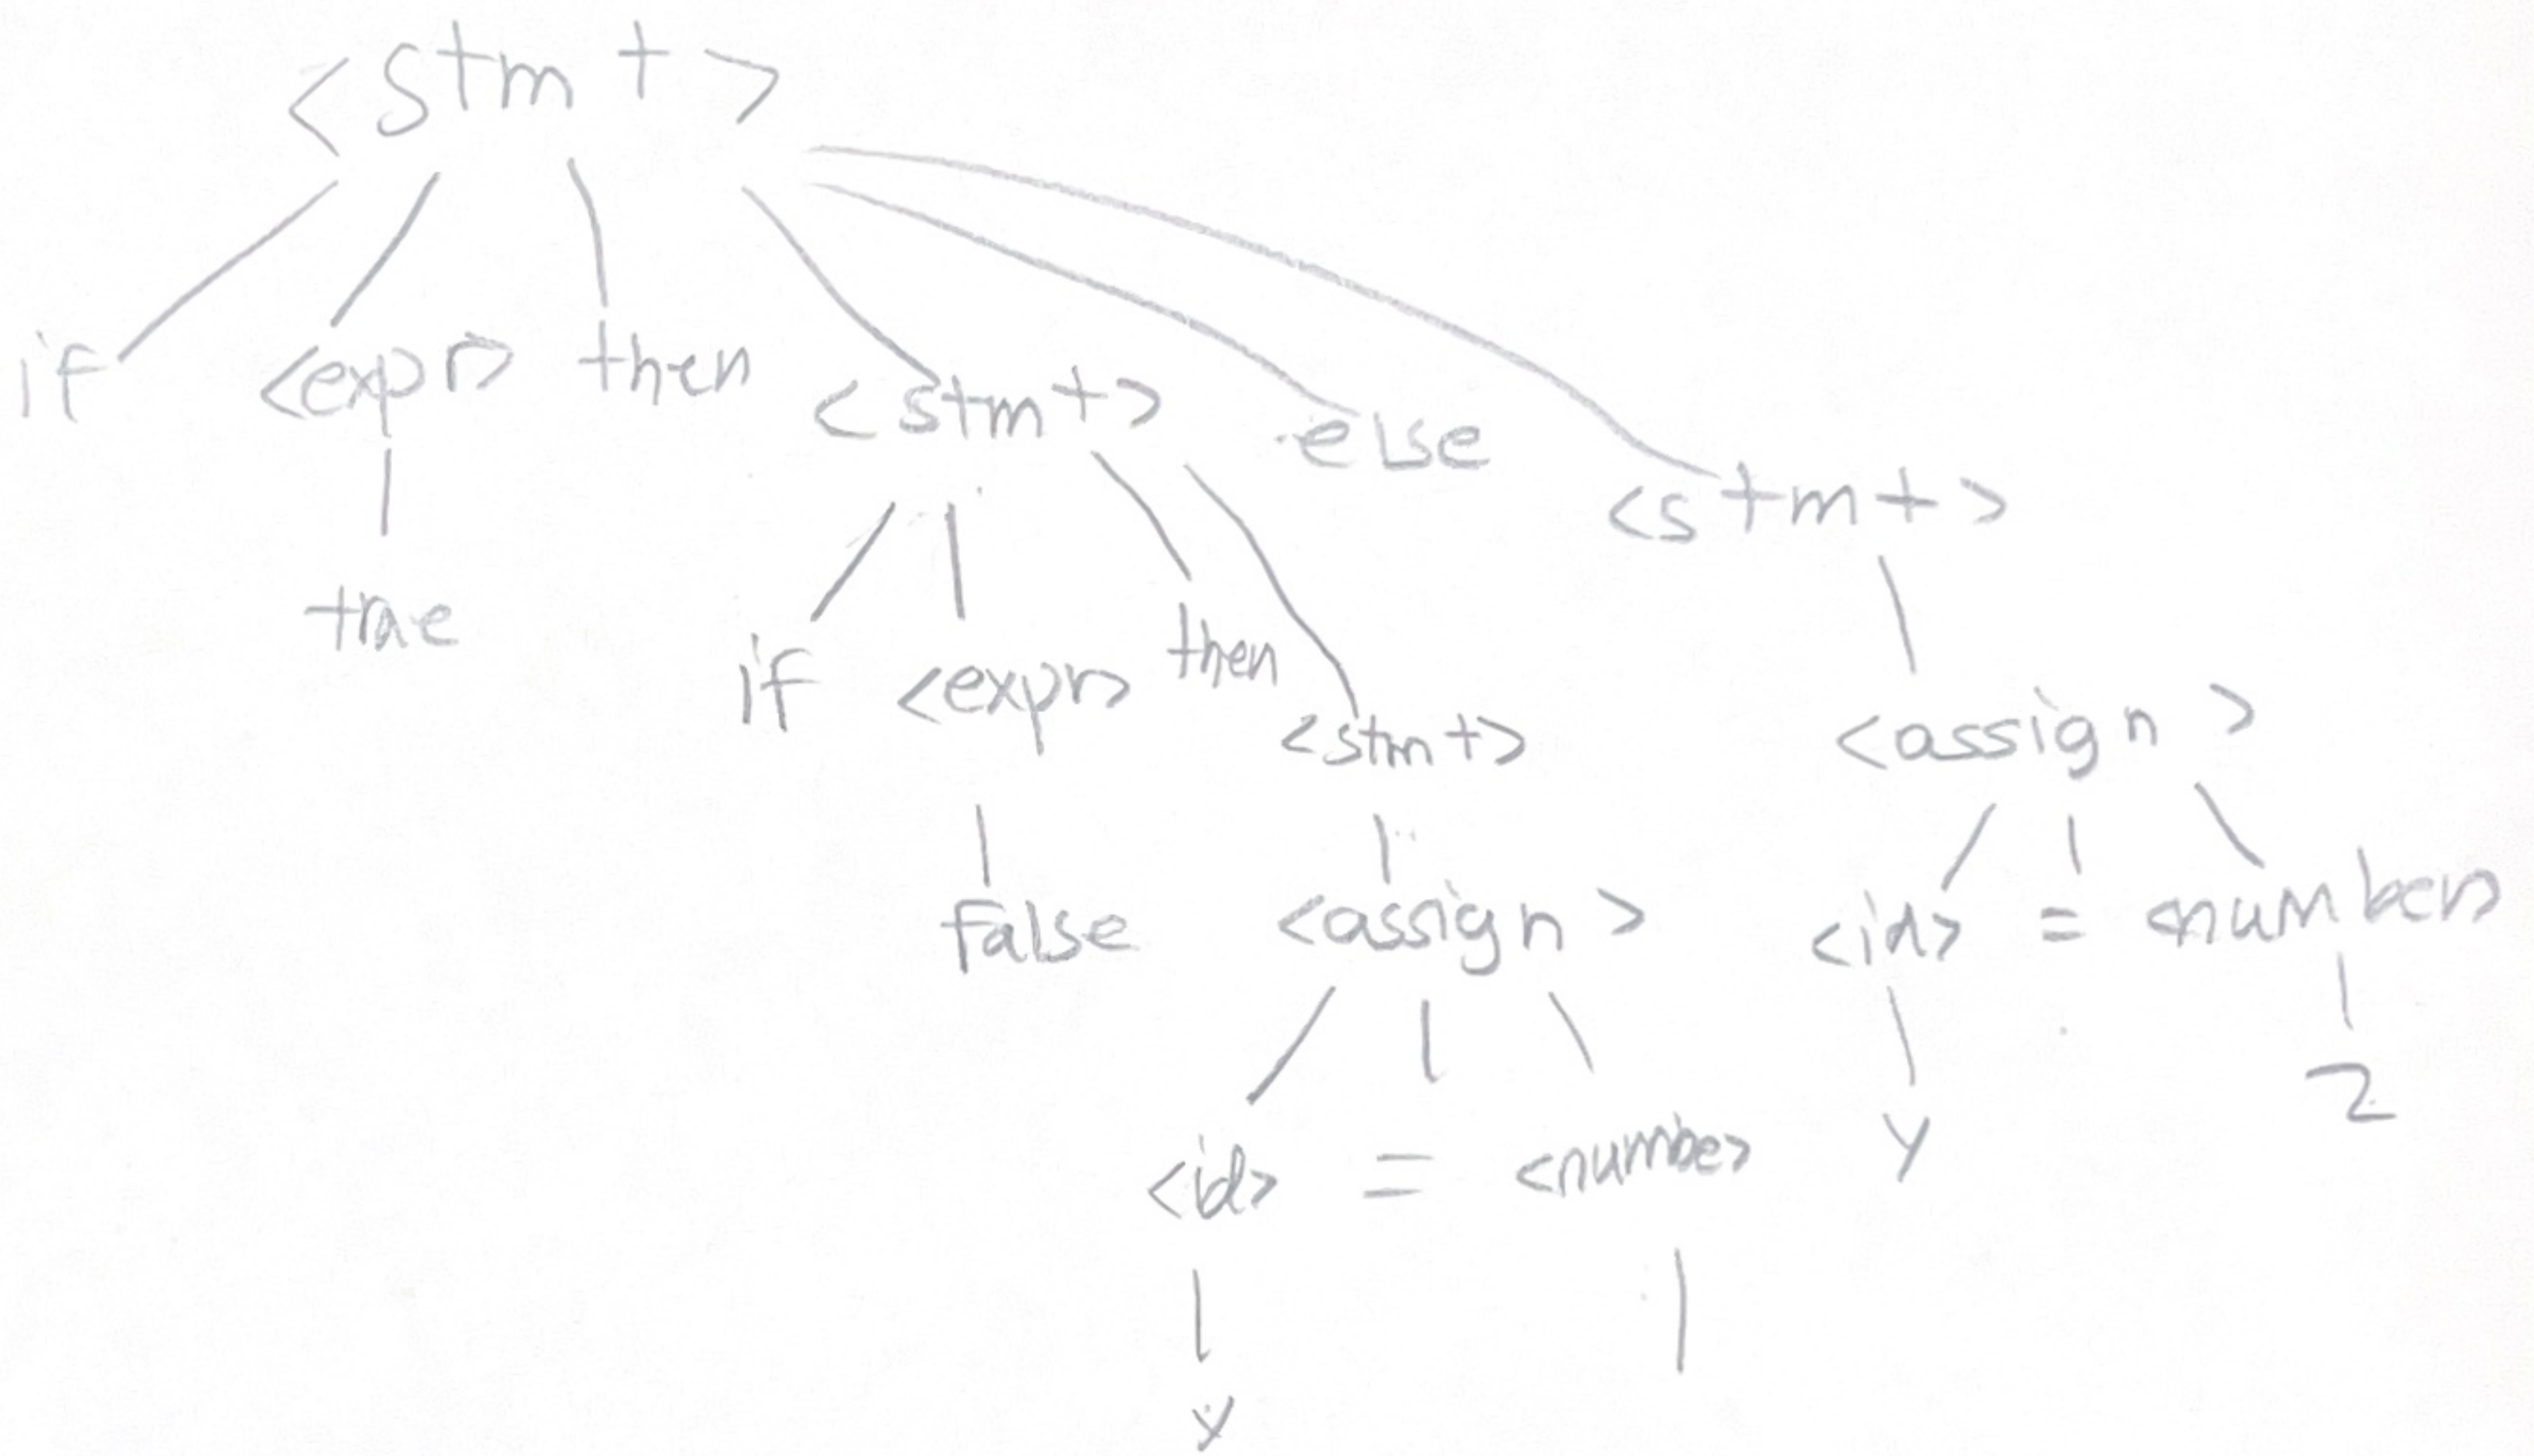 <stmt>
if <expr> then <stmt> else <stmt>
true if <expr> then <stmt> <assign>
false <assign> <id> = <number>
<id> = <number> y 2
y